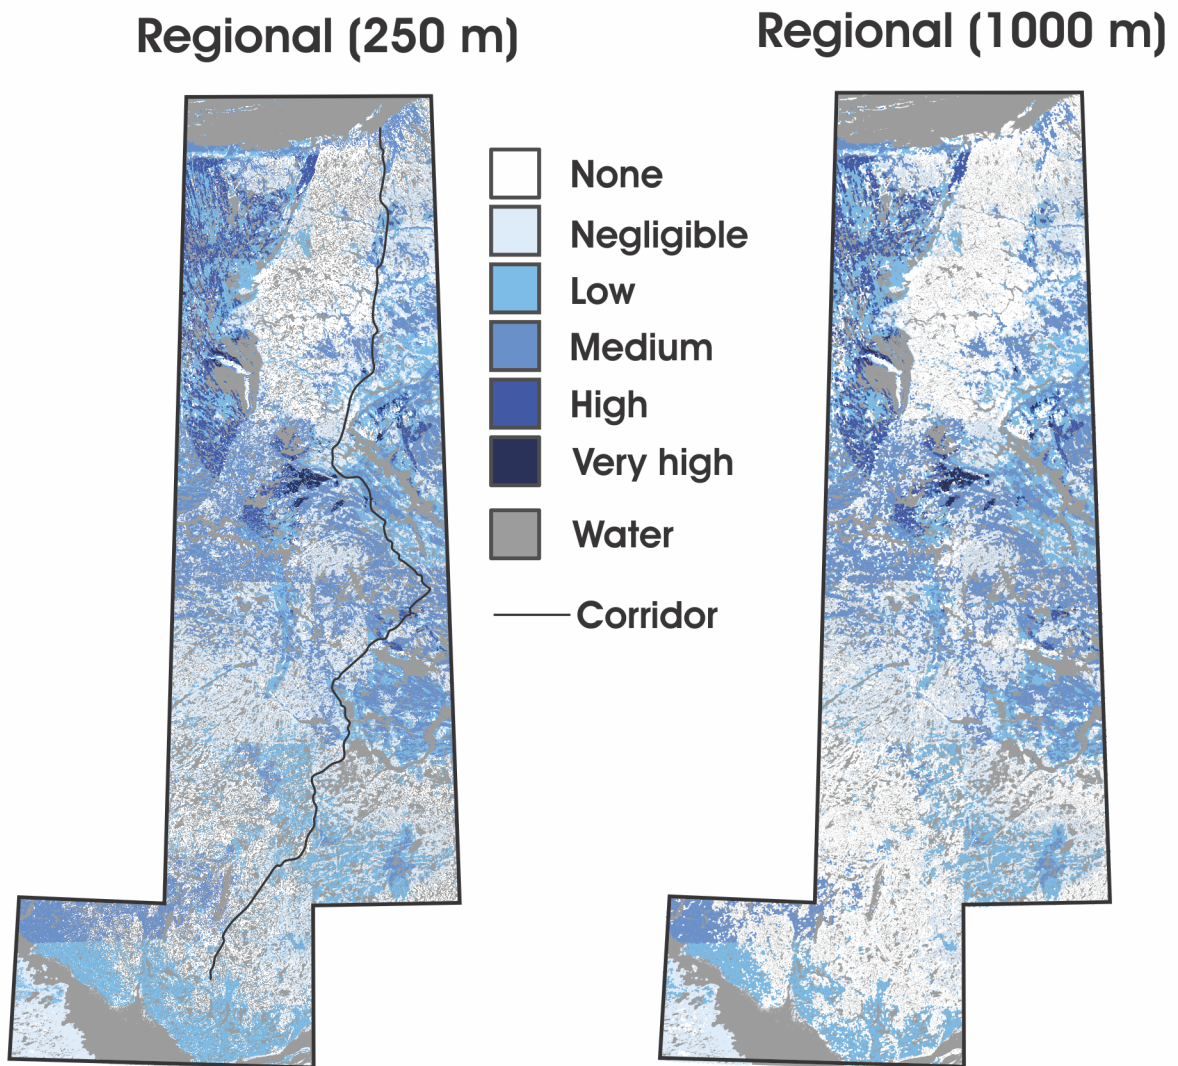 Regional (250 m)
Regional (1000 m)
None
Negligible
Low
Medium
High
Very high
Water
Corridor